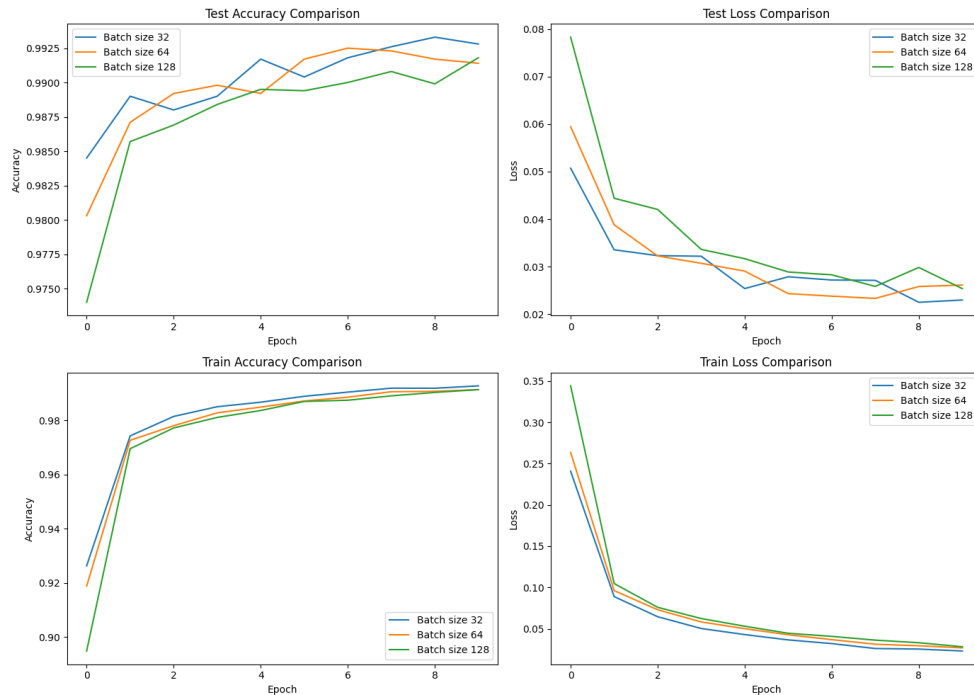 Test Accuracy Comparison
0.9925
0.9900
0.9875
0.9850
0.9825
0.9800
0.9775
0.9750
Accuracy
Batch size 32
Batch size 64
Batch size 128
0 2 4 6 8
Epoch
Test Loss Comparison
0.08
0.07
0.06
0.05
0.04
0.03
0.02
Loss
Batch size 32
Batch size 64
Batch size 128
0 2 4 6 8
Epoch
Train Accuracy Comparison
0.98
0.96
0.94
0.92
0.90
Accuracy
Batch size 32
Batch size 64
Batch size 128
0 2 4 6 8
Epoch
Train Loss Comparison
0.35
0.30
0.25
0.20
0.15
0.10
0.05
Loss
Batch size 32
Batch size 64
Batch size 128
0 2 4 6 8
Epoch